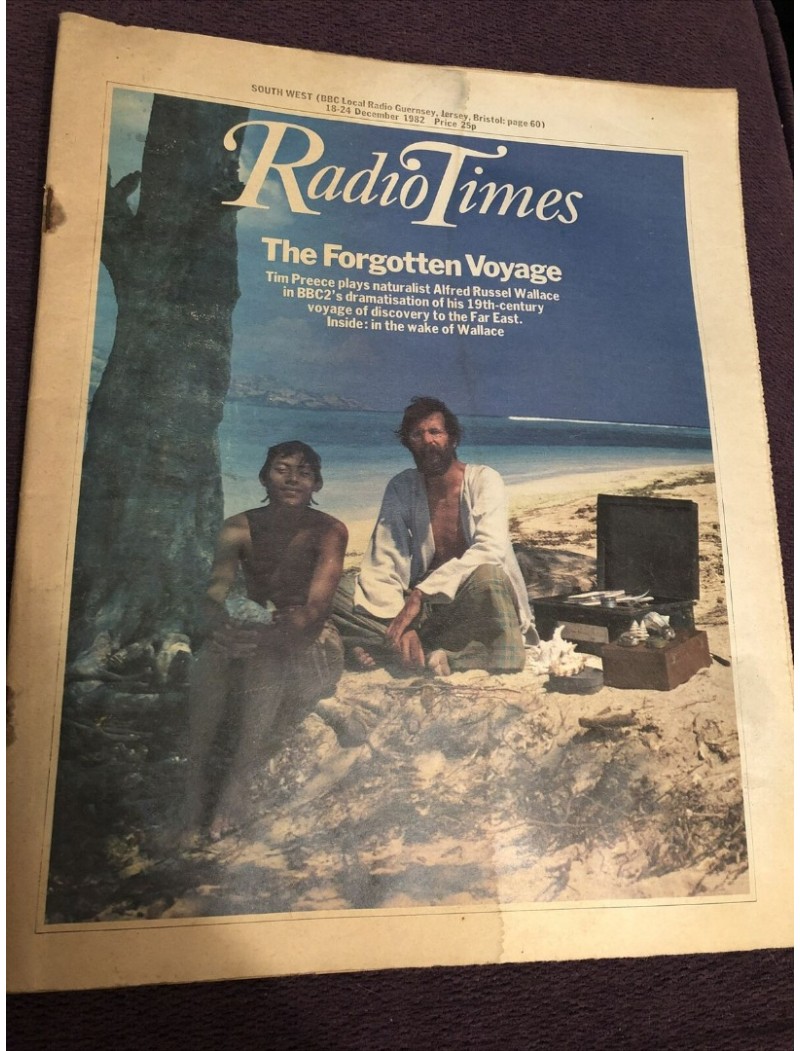 SOUTH WEST (BBC Local Radio Guernsey, Jersey, Bristol: page 60)
18-24 December 1982 Price 25p
Radio Times
The Forgotten Voyage
Tim Preece plays naturalist Alfred Russel Wallace
in BBC2's dramatisation of his 19th-century
voyage of discovery to the Far East.
Inside: in the wake of Wallace